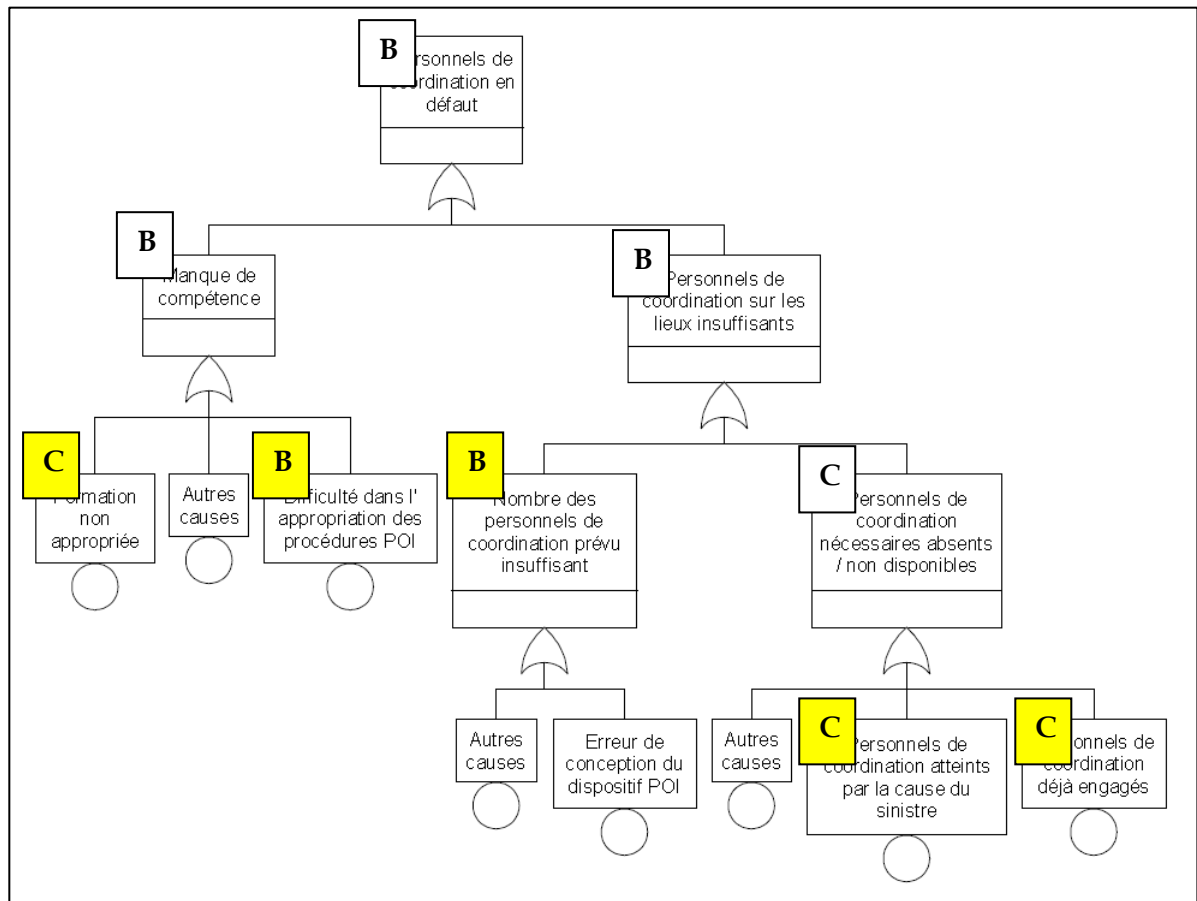 B
Personnels de
coordination en
défaut
B
Manque de
compétence
B
Personnels de
coordination sur les
lieux insuffisants
C
Formation
non
appropriée
Autres
causes
B
Difficulté dans l'
appropriation des
procédures POI
B
Nombre des
personnels de
coordination prévu
insuffisant
C
Personnels de
coordination
nécessaires absents
/ non disponibles
Autres
causes
Erreur de
conception du
dispositif POI
Autres
causes
C
Personnels de
coordination atteints
par la cause du
sinistre
C
Personnels de
coordination
déjà engagés